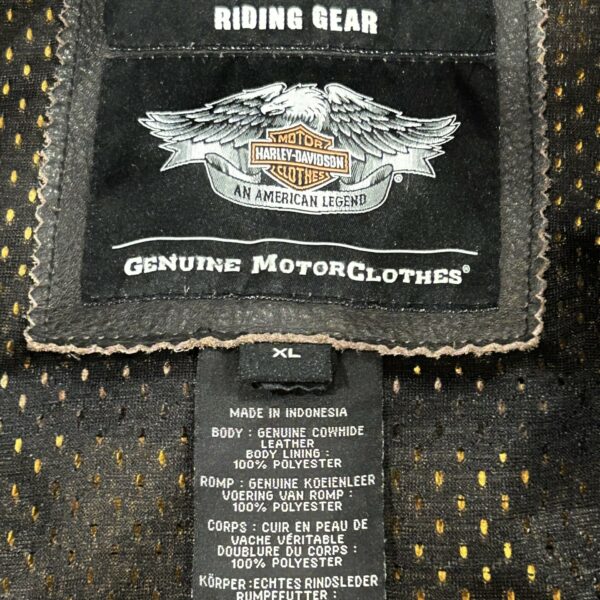 RIDING GEAR
MOTOR
HARLEY-DAVIDSON
CLOTHES
®
AN AMERICAN LEGEND
GENUINE MOTORCLOTHES®
XL
MADE IN INDONESIA
BODY : GENUINE COWHIDE
LEATHER
BODY LINING :
100% POLYESTER
ROMP : GENUINE KOEIENLEER
VOERING VAN ROMP :
100% POLYESTER
CORPS : CUIR EN PEAU DE
VACHE VÉRITABLE
DOUBLURE DU CORPS :
100% POLYESTER
KÖRPER :ECHTES RINDSLEDER
RUMPFFUTTER :